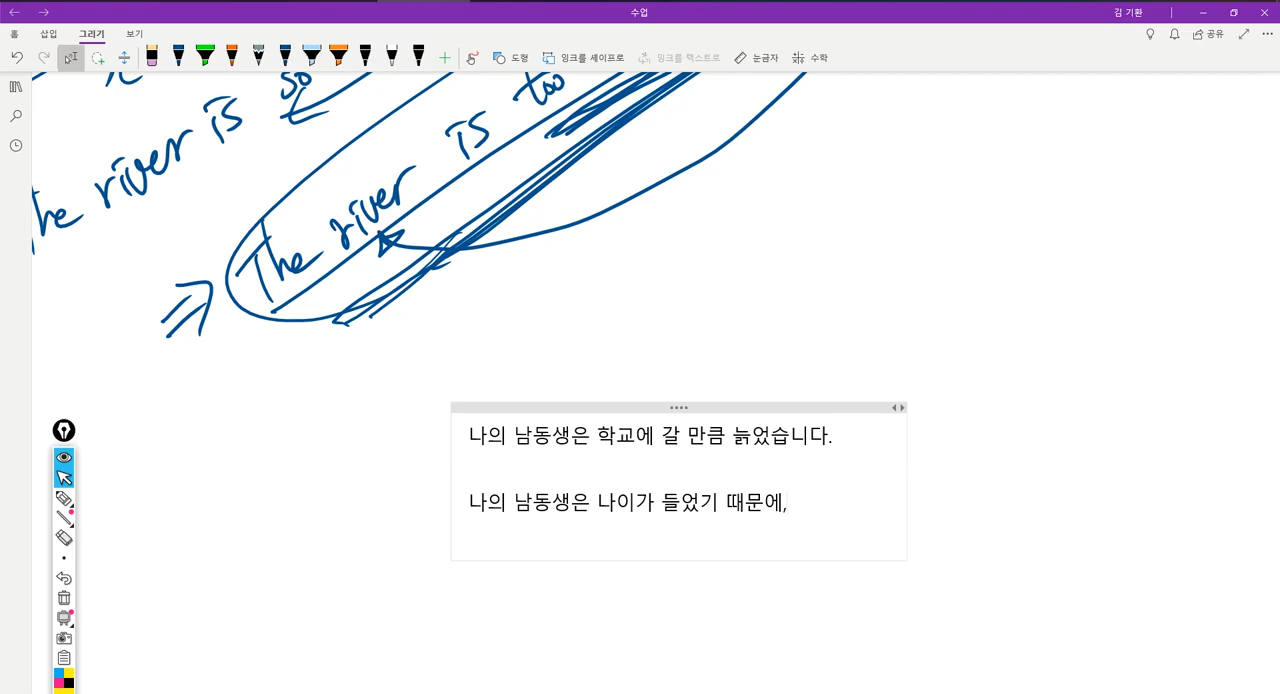 수업
김 기환
홈 삽입 그리기 보기
공유
도형 잉크를 셰이프로 잉크를 텍스트로 눈금자 수학
so
The river is too
he river is
The river is
나의 남동생은 학교에 갈 만큼 늙었습니다.
나의 남동생은 나이가 들었기 때문에,